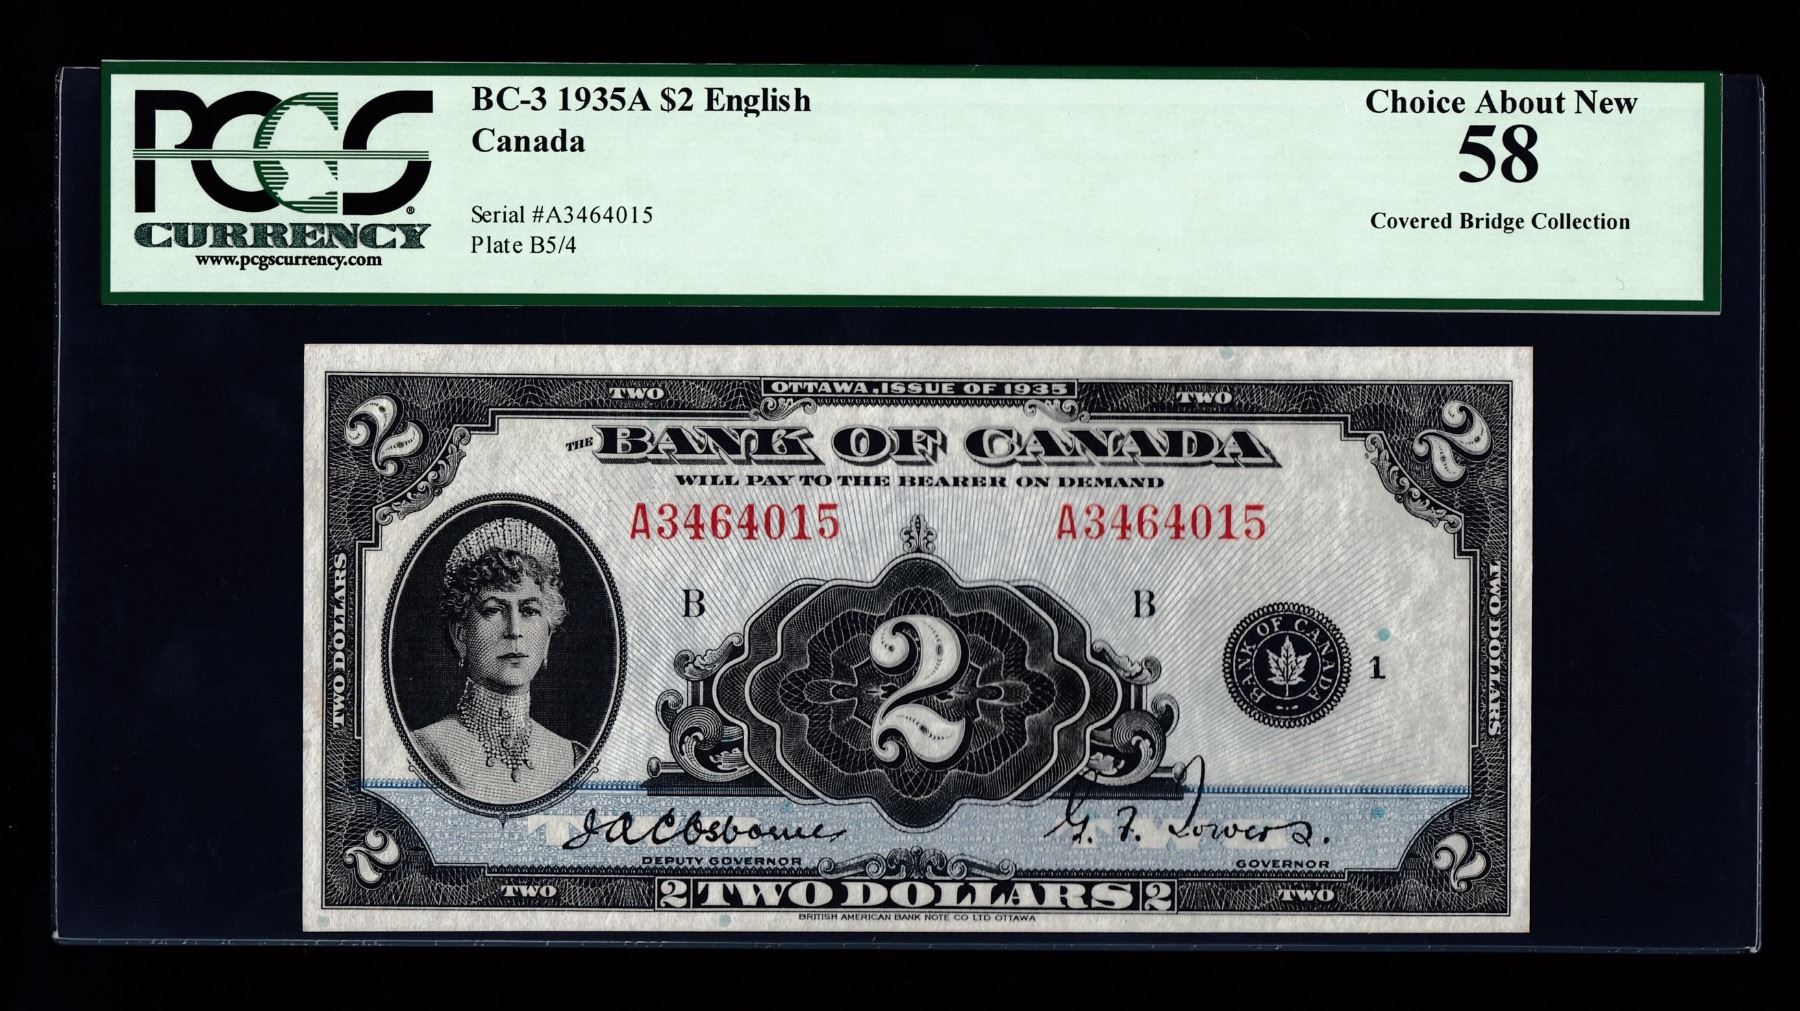 PCGS®
CURRENCY
www.pcgscurrency.com
BC-3 1935A $2 English
Canada
Serial #A3464015
Plate B5/4
Choice About New
58
Covered Bridge Collection
OTTAWA, ISSUE OF 1935
TWO TWO
2 2
THE BANK OF CANADA
WILL PAY TO THE BEARER ON DEMAND
A3464015 A3464015
B B
TWO DOLLARS
TWO DOLLARS
2
BANK OF CANADA
1
TWO TWO
J A C Osborne
G. F. Towers.
DEPUTY GOVERNOR
GOVERNOR
2 2
TWO TWO
2 TWO DOLLARS 2
BRITISH AMERICAN BANK NOTE CO LTD OTTAWA